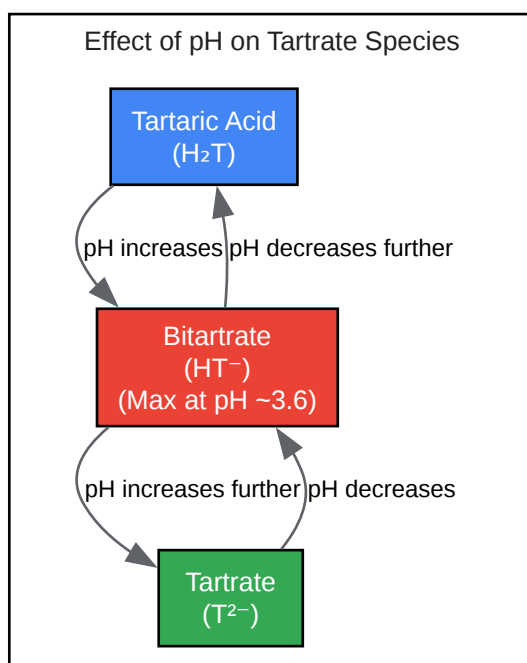 Effect of pH on Tartrate Species
Tartaric Acid
(H₂T)
pH increases
pH decreases further
Bitartrate
(HT⁻)
(Max at pH ~3.6)
pH increases further
pH decreases
Tartrate
(T²⁻)